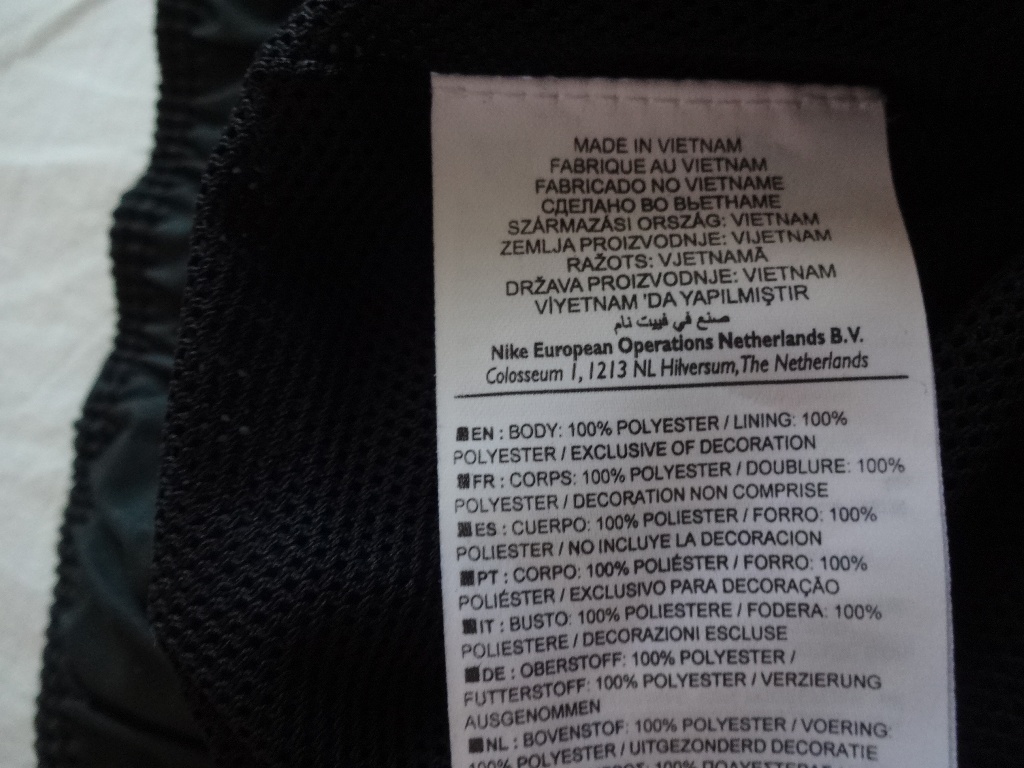 MADE IN VIETNAM
FABRIQUE AU VIETNAM
FABRICADO NO VIETNAME
СДЕЛАНО ВО ВЬЕТНАМЕ
SZÁRMAZÁSI ORSZÁG: VIETNAM
ZEMLJA PROIZVODNJE: VIJETNAM
RAŽOTS: VJETNAMĀ
DRŽAVA PROIZVODNJE: VIETNAM
VİYETNAM 'DA YAPILMIŞTIR
صنع في فييت نام
Nike European Operations Netherlands B.V.
Colosseum 1, 1213 NL Hilversum, The Netherlands
EN : BODY: 100% POLYESTER / LINING: 100%
POLYESTER / EXCLUSIVE OF DECORATION
FR : CORPS: 100% POLYESTER / DOUBLURE: 100%
POLYESTER / DECORATION NON COMPRISE
ES : CUERPO: 100% POLIESTER / FORRO: 100%
POLIESTER / NO INCLUYE LA DECORACION
PT : CORPO: 100% POLIÉSTER / FORRO: 100%
POLIÉSTER / EXCLUSIVO PARA DECORAÇÃO
IT : BUSTO: 100% POLIESTERE / FODERA: 100%
POLIESTERE / DECORAZIONI ESCLUSE
DE : OBERSTOFF: 100% POLYESTER /
FUTTERSTOFF: 100% POLYESTER / VERZIERUNG
AUSGENOMMEN
NL : BOVENSTOF: 100% POLYESTER / VOERING:
100% POLYESTER / UITGEZONDERD DECORATIE